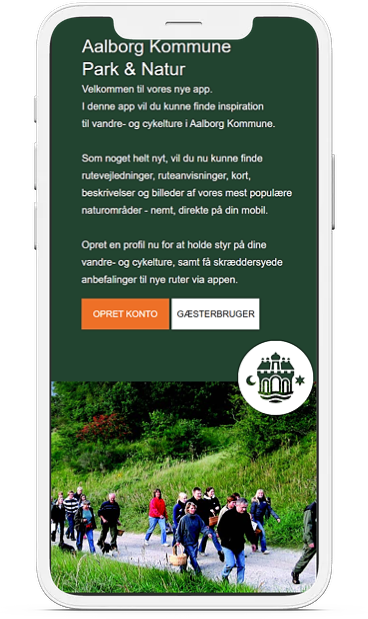 Aalborg Kommune
Park & Natur
Velkommen til vores nye app.
I denne app vil du kunne finde inspiration
til vandre- og cykelture i Aalborg Kommune.
Som noget helt nyt, vil du nu kunne finde
rutevejledninger, ruteanvisninger, kort,
beskrivelser og billeder af vores mest populære
naturområder - nemt, direkte på din mobil.
Opret en profil nu for at holde styr på dine
vandre- og cykelture, samt få skræddersyede
anbefalinger til nye ruter via appen.
OPRET KONTO
GÆSTERBRUGER